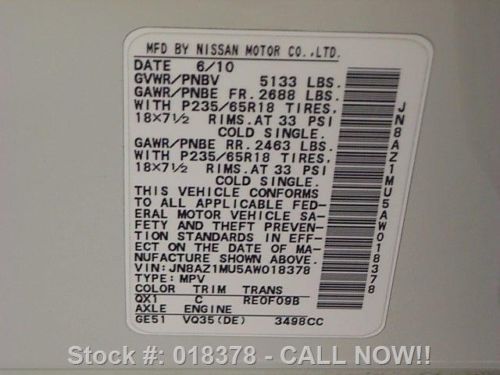 MFD BY NISSAN MOTOR CO.,LTD.
DATE 6/10
GVWR/PNBV 5133 LBS.
GAWR/PNBE FR. 2688 LBS.
WITH P235/65R18 TIRES.
18×7½ RIMS.AT 33 PSI
COLD SINGLE.
GAWR/PNBE RR. 2463 LBS.
WITH P235/65R18 TIRES.
18×7½ RIMS.AT 33 PSI
COLD SINGLE.
THIS VEHICLE CONFORMS
TO ALL APPLICABLE FED-
ERAL MOTOR VEHICLE SA-
FETY AND THEFT PREVEN-
TION STANDARDS IN EFF-
ECT ON THE DATE OF MA-
NUFACTURE SHOWN ABOVE.
VIN: JN8AZ1MU5AW018378
TYPE: MPV
COLOR TRIM TRANS
QX1 C RE0F09B
AXLE ENGINE
GE51 VQ35(DE) 3498CC
JN8AZ1MU5AW018378
Stock #: 018378 - CALL NOW!!